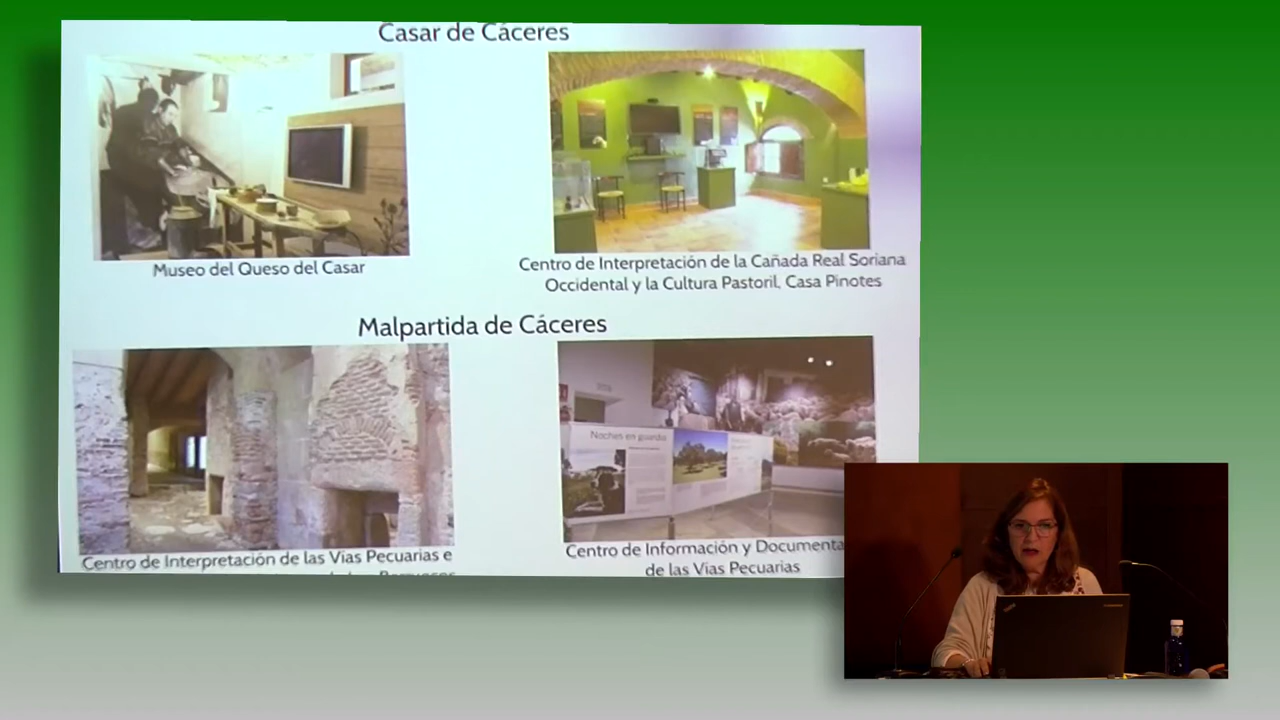 Casar de Cáceres
Museo del Queso del Casar
Centro de Interpretación de la Cañada Real Soriana
Occidental y la Cultura Pastoril, Casa Pinotes
Malpartida de Cáceres
Noches en guardia
Centro de Interpretación de las Vías Pecuarias e
Centro de Información y Documenta
de las Vías Pecuarias